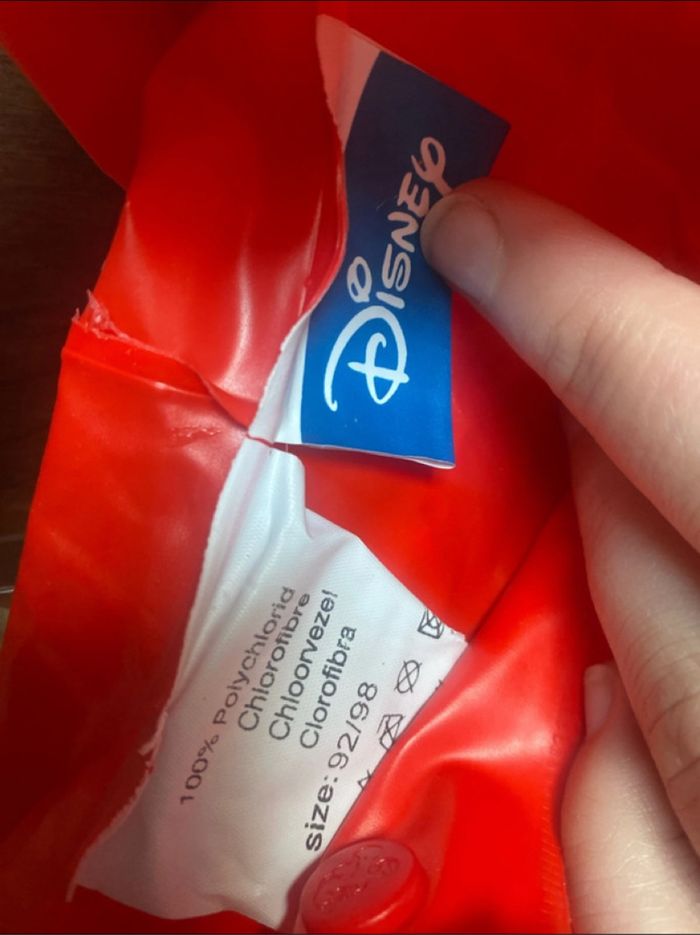 Disney
100% Polychlorid
Chlorofibre
Chloorvezel
Clorofibra
size: 92/98